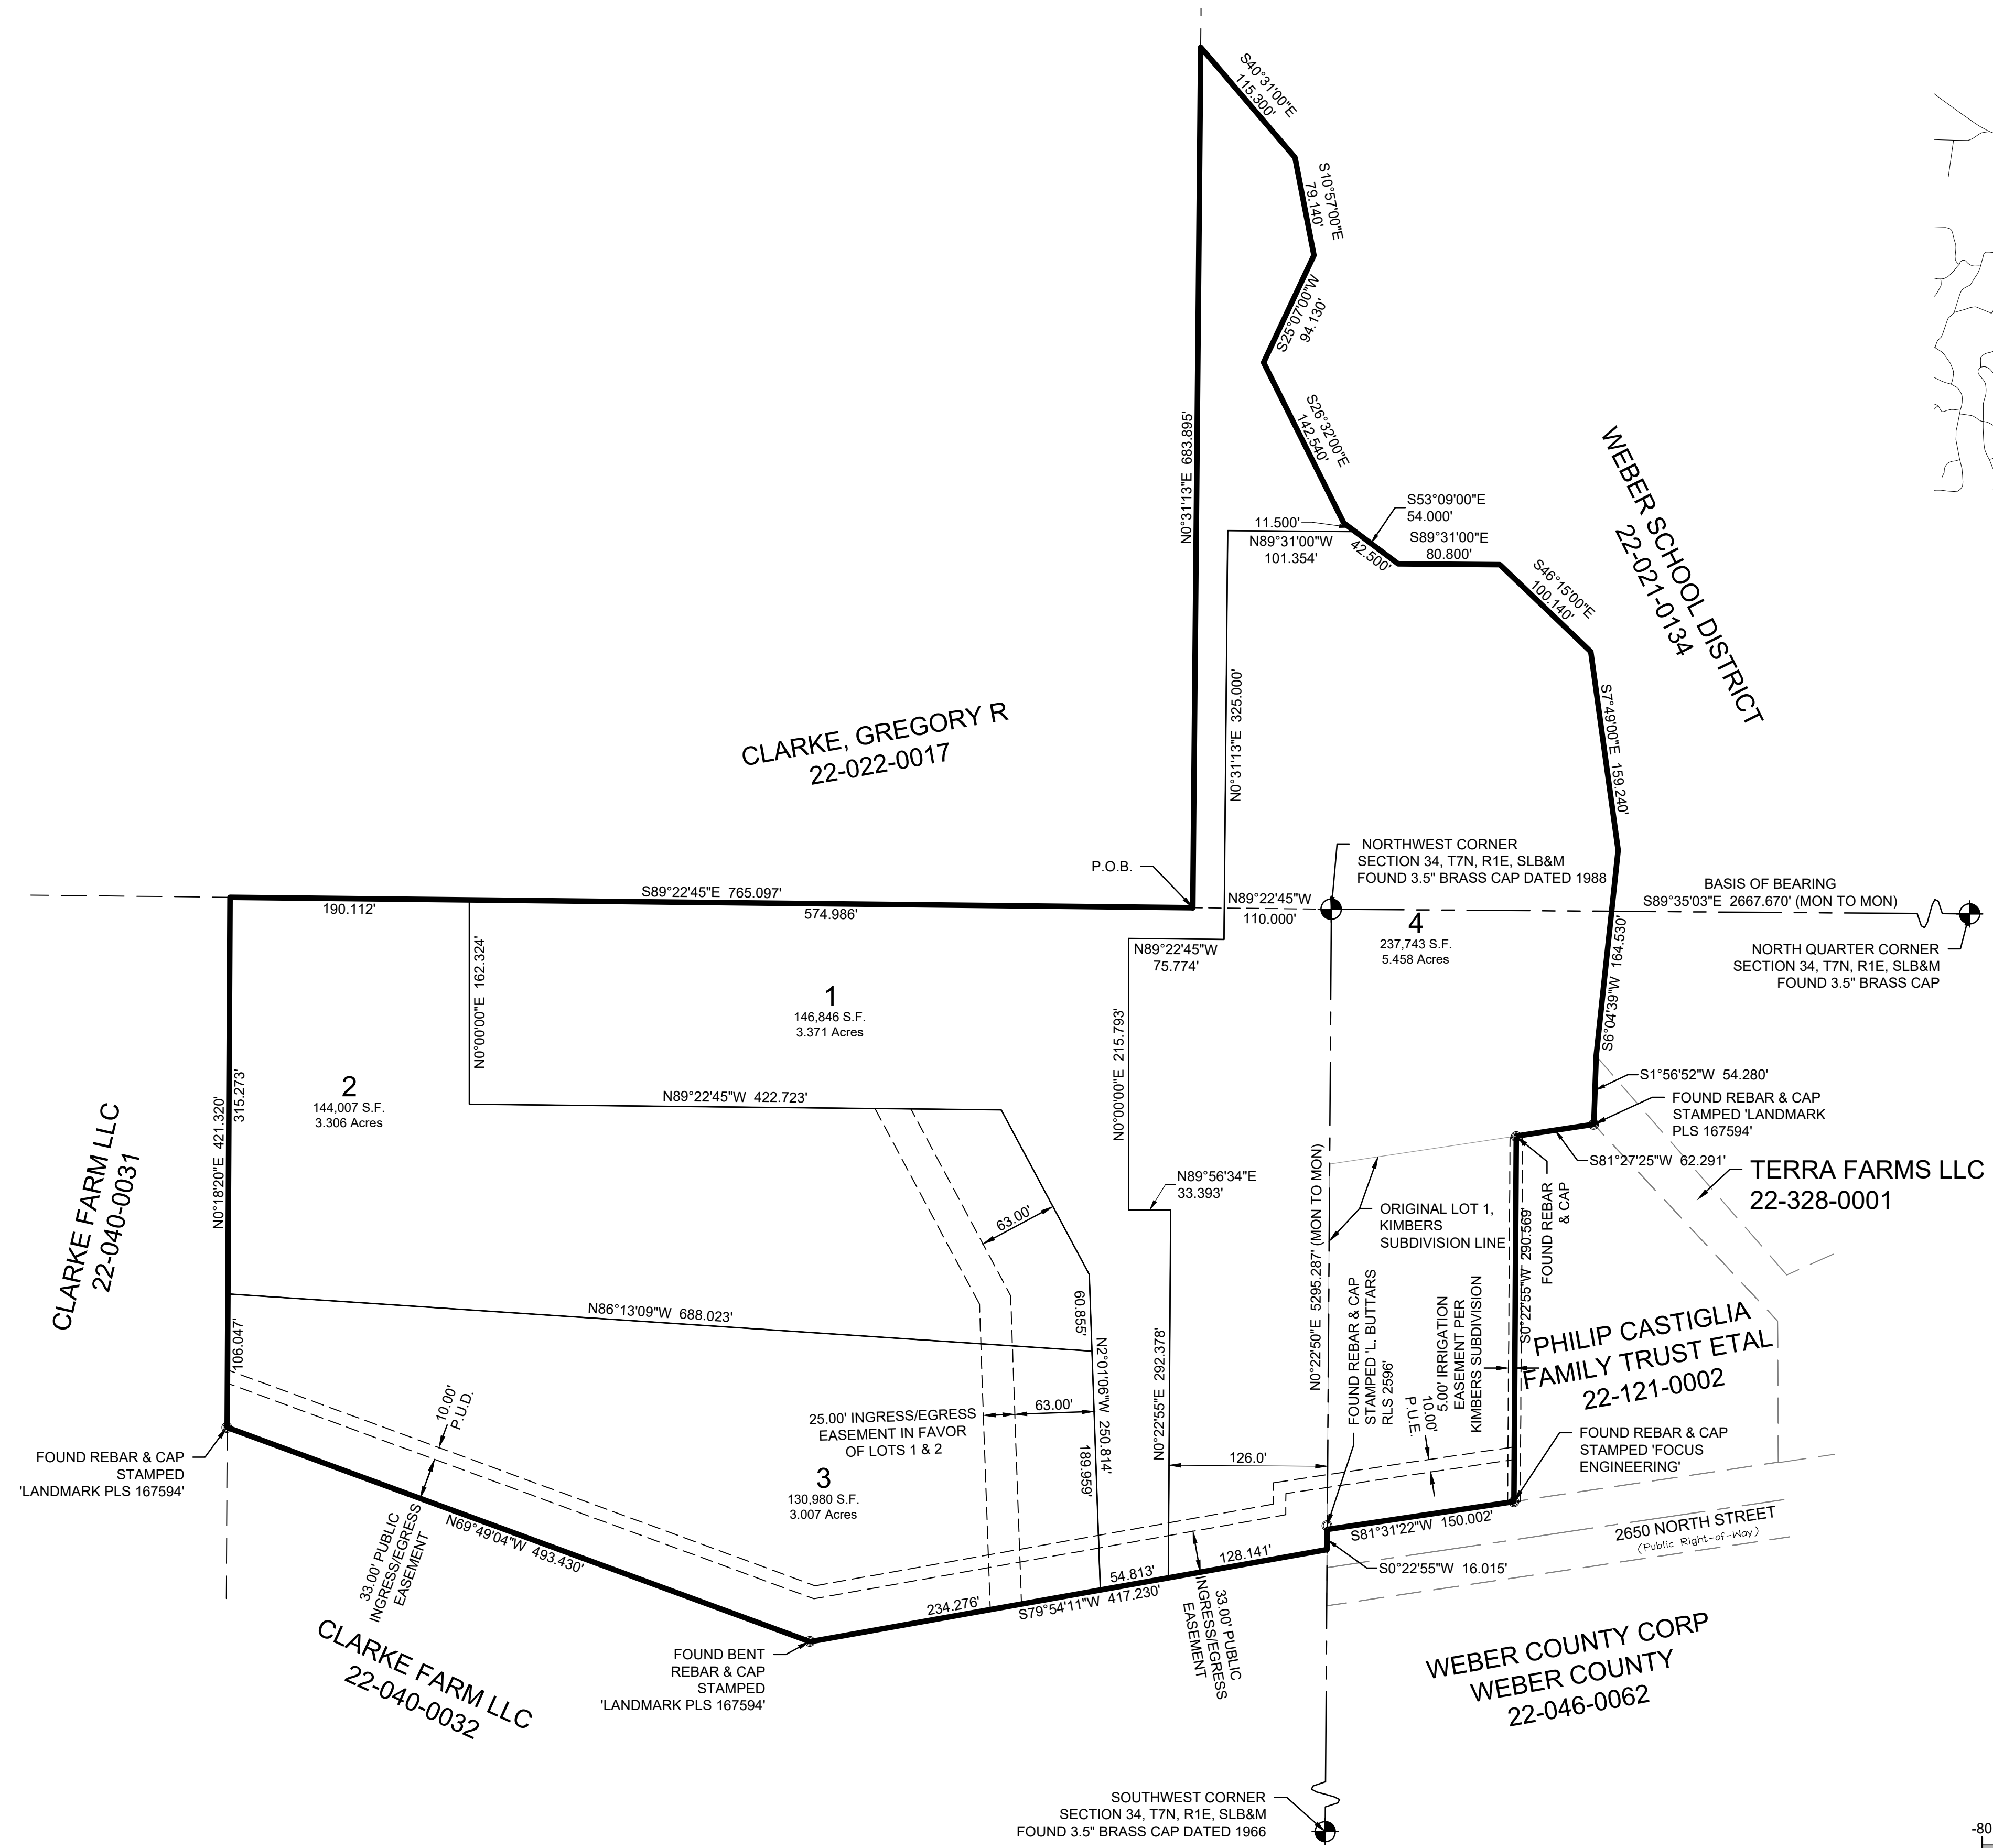 S40°31'00"E
115.300'
S10°57'00"E
79.140'
S25°07'00"W
94.130'
S26°32'00"E
142.540'
N0°31'13"E 683.895'
S53°09'00"E
54.000'
11.500'
N89°31'00"W
101.354'
42.500'
S89°31'00"E
80.800'
S46°15'00"E
100.140'
WEBER SCHOOL DISTRICT
22-021-0134
S7°49'00"E 159.240'
N0°31'13"E 325.000'
CLARKE, GREGORY R
22-022-0017
P.O.B.
NORTHWEST CORNER
SECTION 34, T7N, R1E, SLB&M
FOUND 3.5" BRASS CAP DATED 1988
BASIS OF BEARING
S89°35'03"E 2667.670' (MON TO MON)
S89°22'45"E 765.097'
190.112'
574.986'
N89°22'45"W
110.000'
4
237,743 S.F.
5.458 Acres
NORTH QUARTER CORNER
SECTION 34, T7N, R1E, SLB&M
FOUND 3.5" BRASS CAP
N89°22'45"W
75.774'
S6°04'39"W 164.530'
N0°00'00"E 162.324'
1
146,846 S.F.
3.371 Acres
N0°00'00"E 215.793'
2
144,007 S.F.
3.306 Acres
N89°22'45"W 422.723'
S1°56'52"W 54.280'
FOUND REBAR & CAP
STAMPED 'LANDMARK
PLS 167594'
S81°27'25"W 62.291'
TERRA FARMS LLC
22-328-0001
CLARKE FARM LLC
22-040-0031
N0°18'20"E 421.320'
315.273'
N89°56'34"E
33.393'
63.00'
ORIGINAL LOT 1,
KIMBERS
SUBDIVISION LINE
N0°22'50"E 5295.287' (MON TO MON)
FOUND REBAR
& CAP
S0°22'55"W 290.569'
N86°13'09"W 688.023'
60.855'
N2°01'06"W 250.814'
189.959'
N0°22'55"E 292.378'
FOUND REBAR & CAP
STAMPED 'L. BUTTARS
RLS 2596'
10.00'
P.U.E.
5.00' IRRIGATION
EASEMENT PER
KIMBERS SUBDIVISION
PHILIP CASTIGLIA
FAMILY TRUST ETAL
22-121-0002
106.047'
10.00'
P.U.D.
25.00' INGRESS/EGRESS
EASEMENT IN FAVOR
OF LOTS 1 & 2
63.00'
126.0'
FOUND REBAR & CAP
STAMPED 'FOCUS
ENGINEERING'
FOUND REBAR & CAP
STAMPED
'LANDMARK PLS 167594'
3
130,980 S.F.
3.007 Acres
33.00' PUBLIC
INGRESS/EGRESS
EASEMENT
N69°49'04"W 493.430'
S81°31'22"W 150.002'
2650 NORTH STREET
(Public Right-of-Way)
S0°22'55"W 16.015'
128.141'
54.813'
234.276'
S79°54'11"W 417.230'
33.00' PUBLIC
INGRESS/EGRESS
EASEMENT
CLARKE FARM LLC
22-040-0032
FOUND BENT
REBAR & CAP
STAMPED
'LANDMARK PLS 167594'
WEBER COUNTY CORP
WEBER COUNTY
22-046-0062
SOUTHWEST CORNER
SECTION 34, T7N, R1E, SLB&M
FOUND 3.5" BRASS CAP DATED 1966
-80